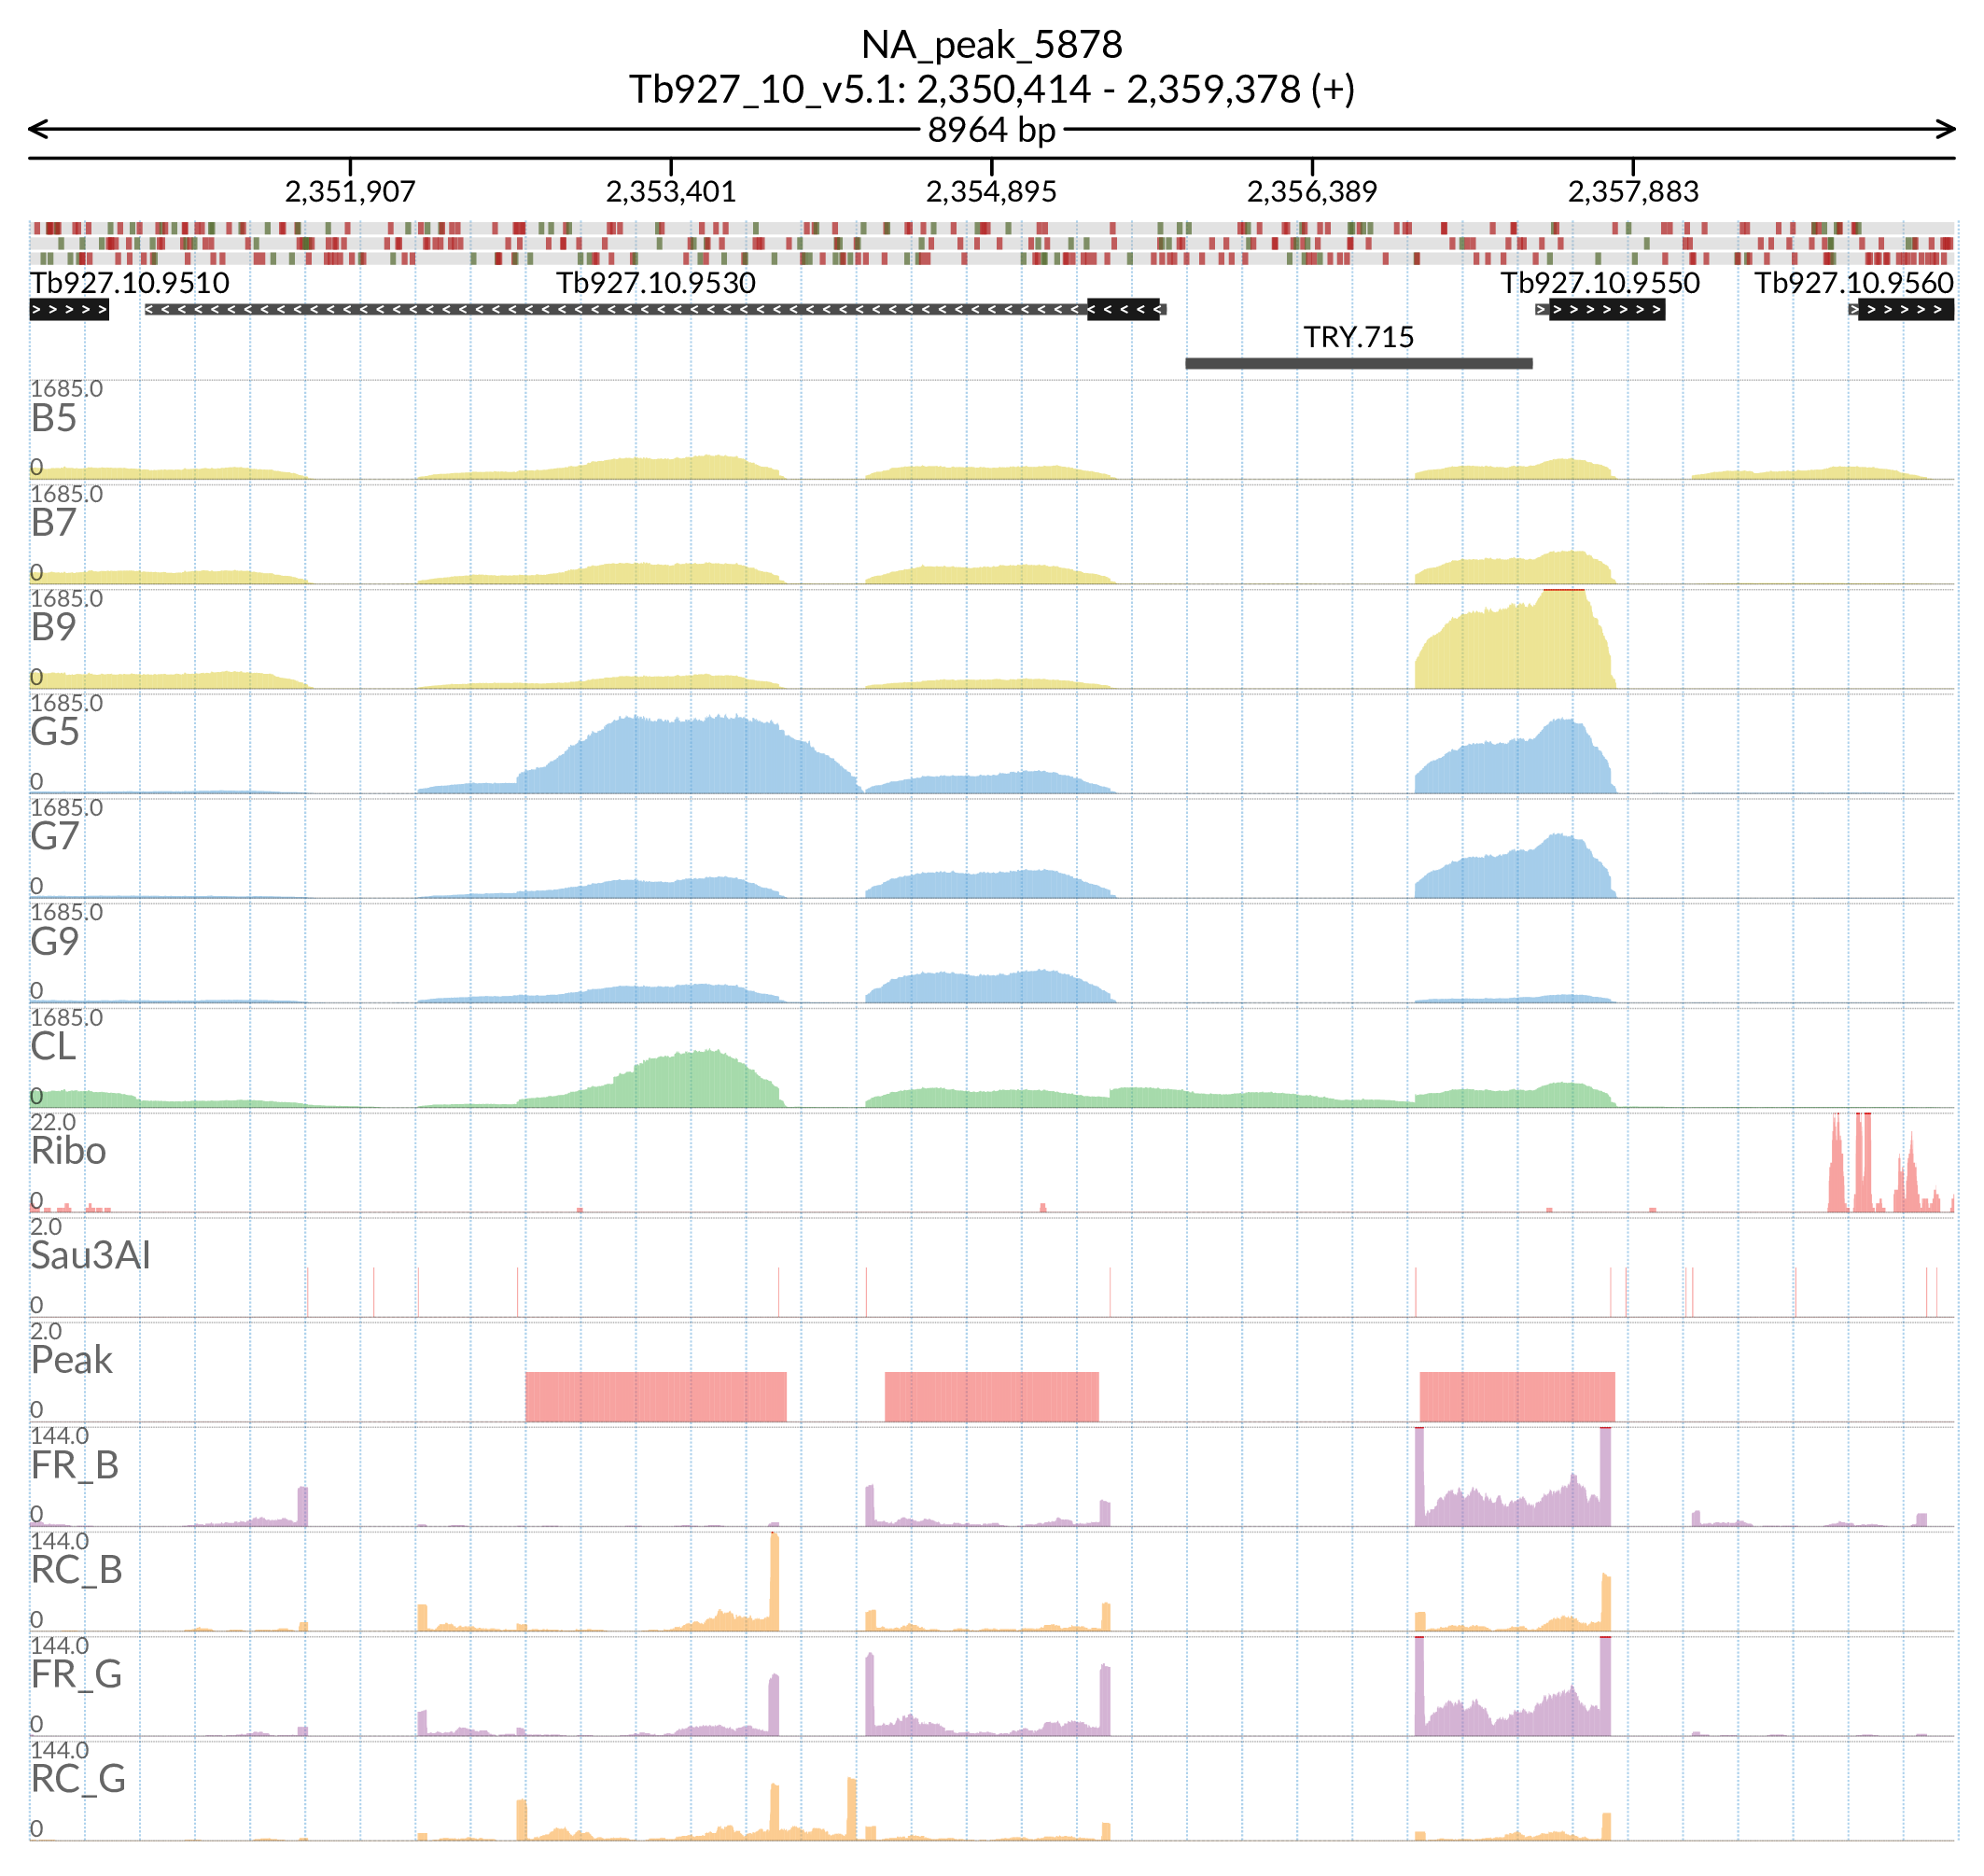 NA_peak_5878
Tb927_10_v5.1: 2,350,414 - 2,359,378 (+)
8964 bp
2,351,907 2,353,401 2,354,895 2,356,389 2,357,883
Tb927.10.9510 Tb927.10.9530 Tb927.10.9550 Tb927.10.9560
TRY.715
1685.0
B5
0
1685.0
B7
0
1685.0
B9
0
1685.0
G5
0
1685.0
G7
0
1685.0
G9
0
1685.0
CL
0
22.0
Ribo
0
2.0
Sau3AI
0
2.0
Peak
0
144.0
FR_B
0
144.0
RC_B
0
144.0
FR_G
0
144.0
RC_G
0